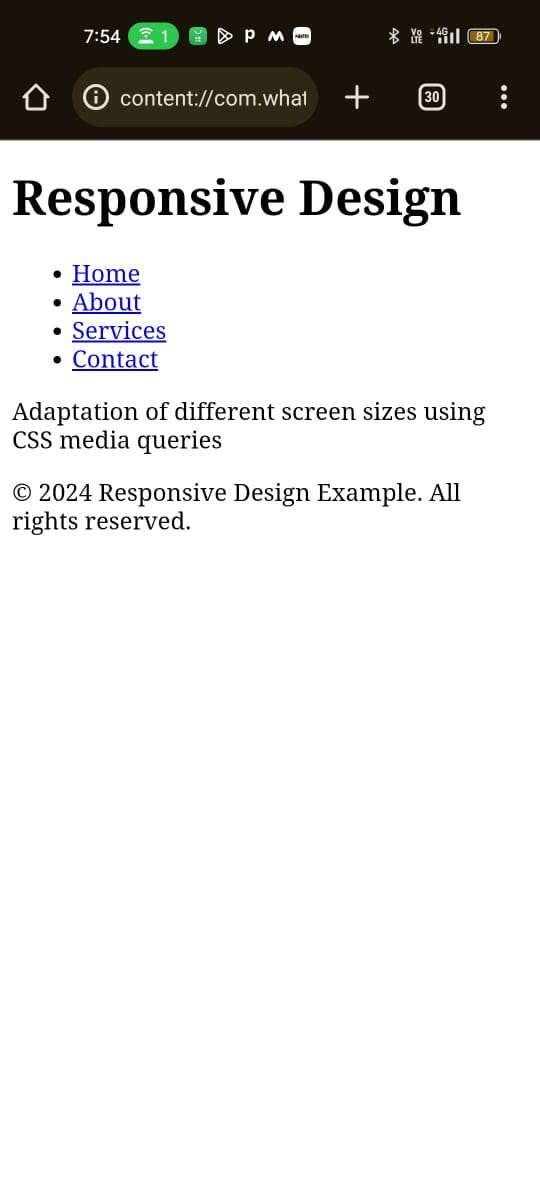 7:54 1 p 87
Vo LTE 4G
content://com.what 30
Responsive Design
• Home
• About
• Services
• Contact
Adaptation of different screen sizes using
CSS media queries
© 2024 Responsive Design Example. All
rights reserved.